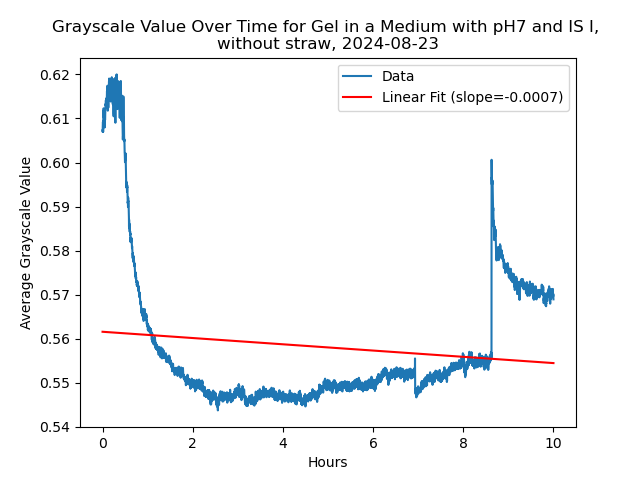 Grayscale Value Over Time for Gel in a Medium with pH7 and IS I,
without straw, 2024-08-23
Data
Linear Fit (slope=-0.0007)
0.62
0.61
0.60
0.59
0.58
0.57
0.56
0.55
0.54
Average Grayscale Value
0
2
4
6
8
10
Hours